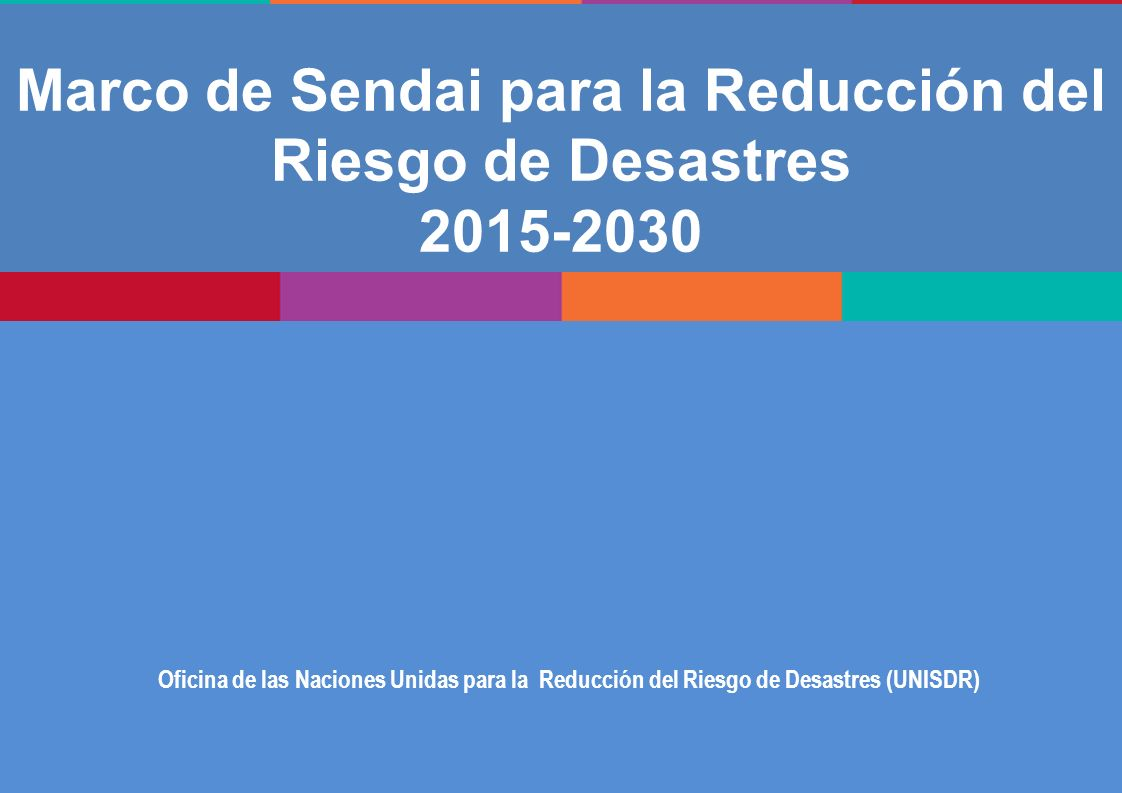 Marco de Sendai para la Reducción del
Riesgo de Desastres
2015-2030
Oficina de las Naciones Unidas para la Reducción del Riesgo de Desastres (UNISDR)